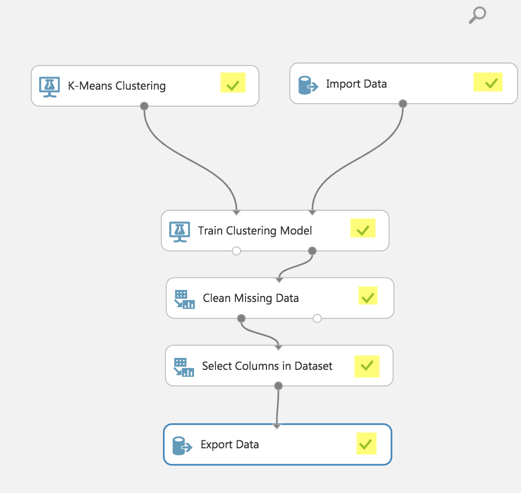 K-Means Clustering
Import Data
Train Clustering Model
Clean Missing Data
Select Columns in Dataset
Export Data